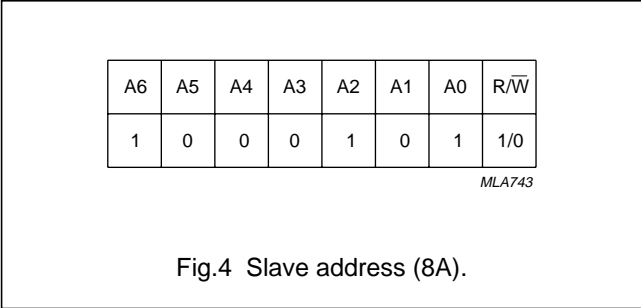 A6 A5 A4 A3 A2 A1 A0 R/W̅
1 0 0 0 1 0 1 1/0
MLA743
Fig.4 Slave address (8A).